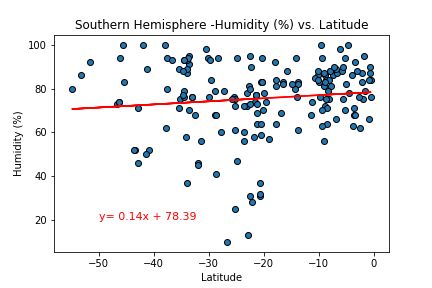 Southern Hemisphere -Humidity (%) vs. Latitude
100
80
60
40
20
Humidity (%)
y= 0.14x + 78.39
−50
−40
−30
−20
−10
0
Latitude